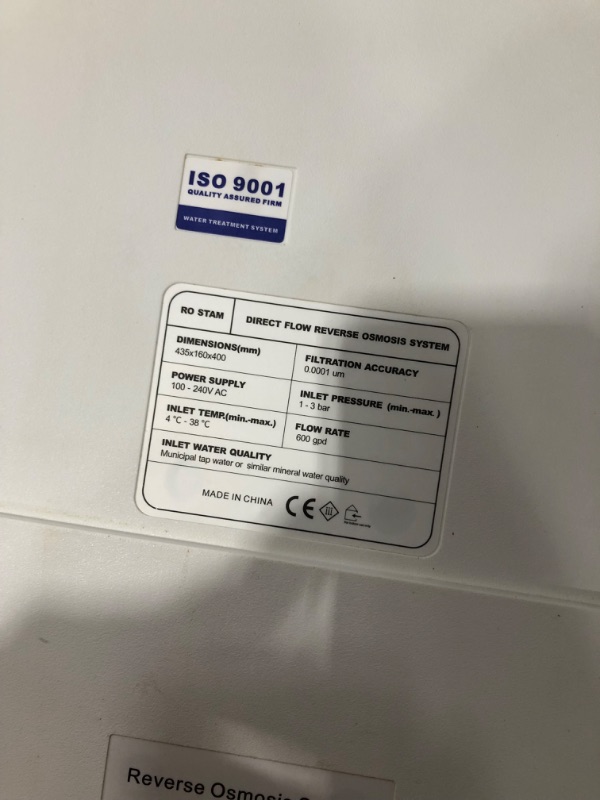 ISO 9001
QUALITY ASSURED FIRM
WATER TREATMENT SYSTEM
RO STAM
DIRECT FLOW REVERSE OSMOSIS SYSTEM
DIMENSIONS(mm)
435x160x400
FILTRATION ACCURACY
0.0001 um
POWER SUPPLY
100 - 240V AC
INLET PRESSURE (min.-max.)
1 - 3 bar
INLET TEMP.(min.-max.)
4 °C - 38 °C
FLOW RATE
600 gpd
INLET WATER QUALITY
Municipal tap water or similar mineral water quality
MADE IN CHINA CE
Reverse Osmosis